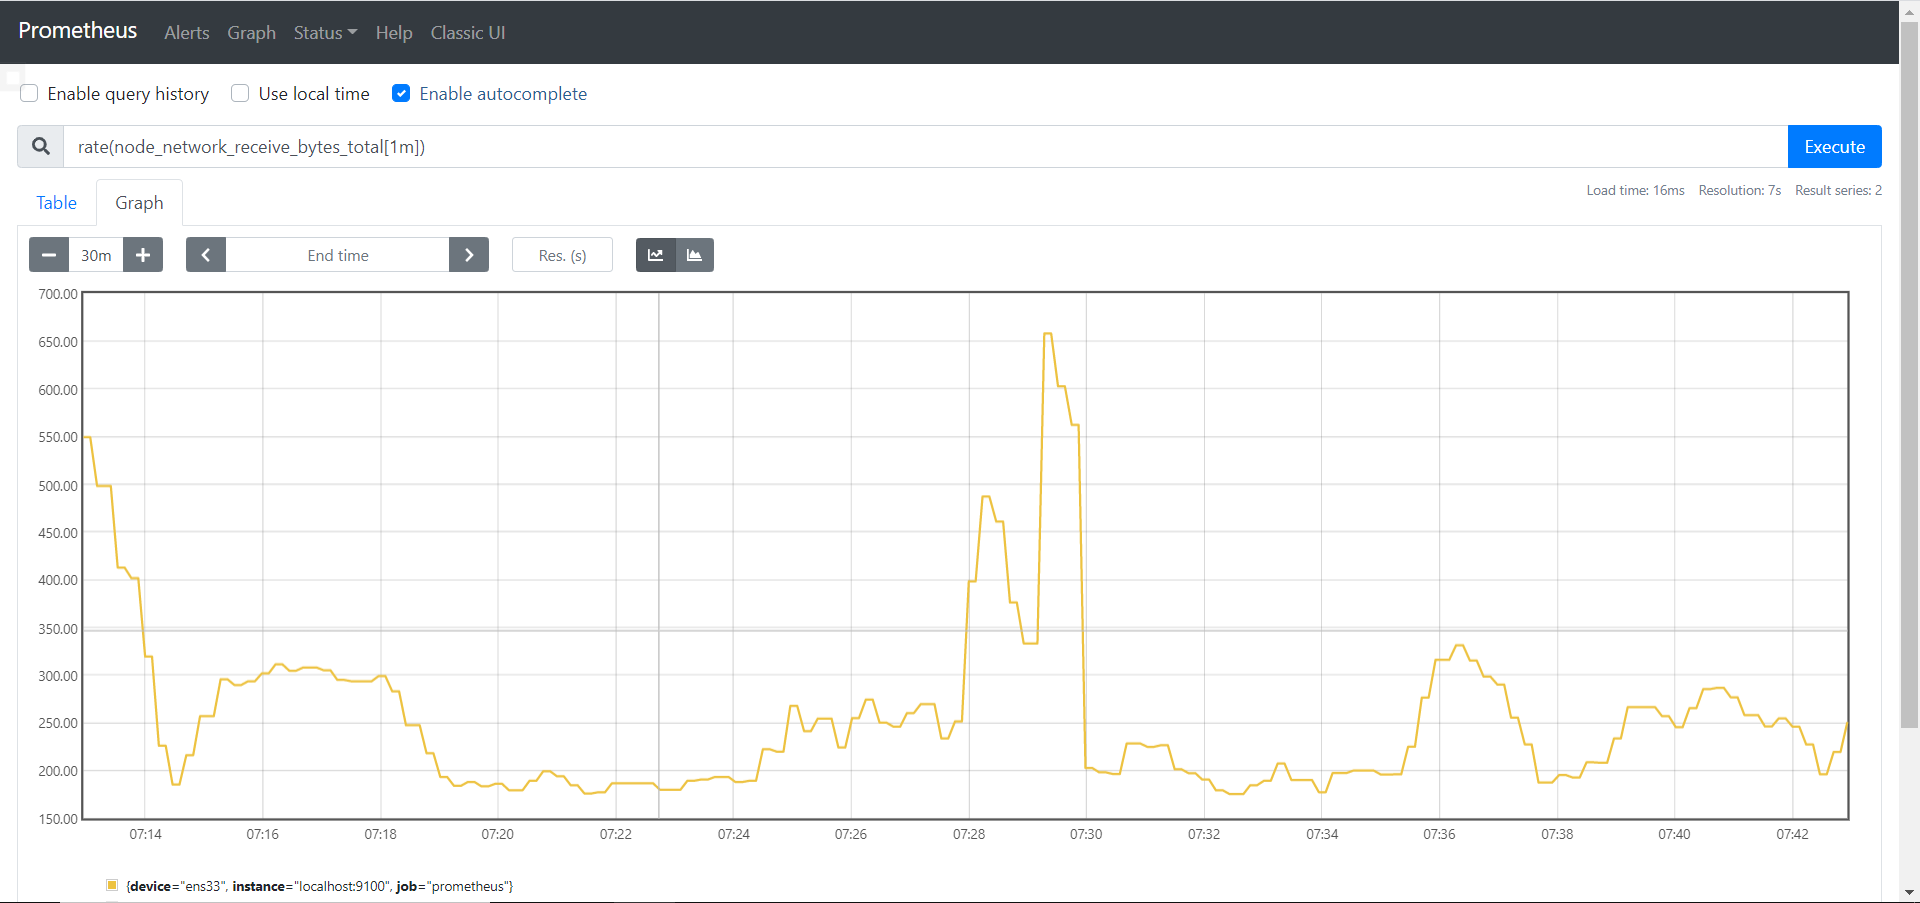 Prometheus Alerts Graph Status Help Classic UI
Enable query history Use local time Enable autocomplete
rate(node_network_receive_bytes_total[1m]) Execute
Load time: 16ms Resolution: 7s Result series: 2
Table Graph
30m End time Res. (s)
700.00
650.00
600.00
550.00
500.00
450.00
400.00
350.00
300.00
250.00
200.00
150.00
07:14 07:16 07:18 07:20 07:22 07:24 07:26 07:28 07:30 07:32 07:34 07:36 07:38 07:40 07:42
{device="ens33", instance="localhost:9100", job="prometheus"}